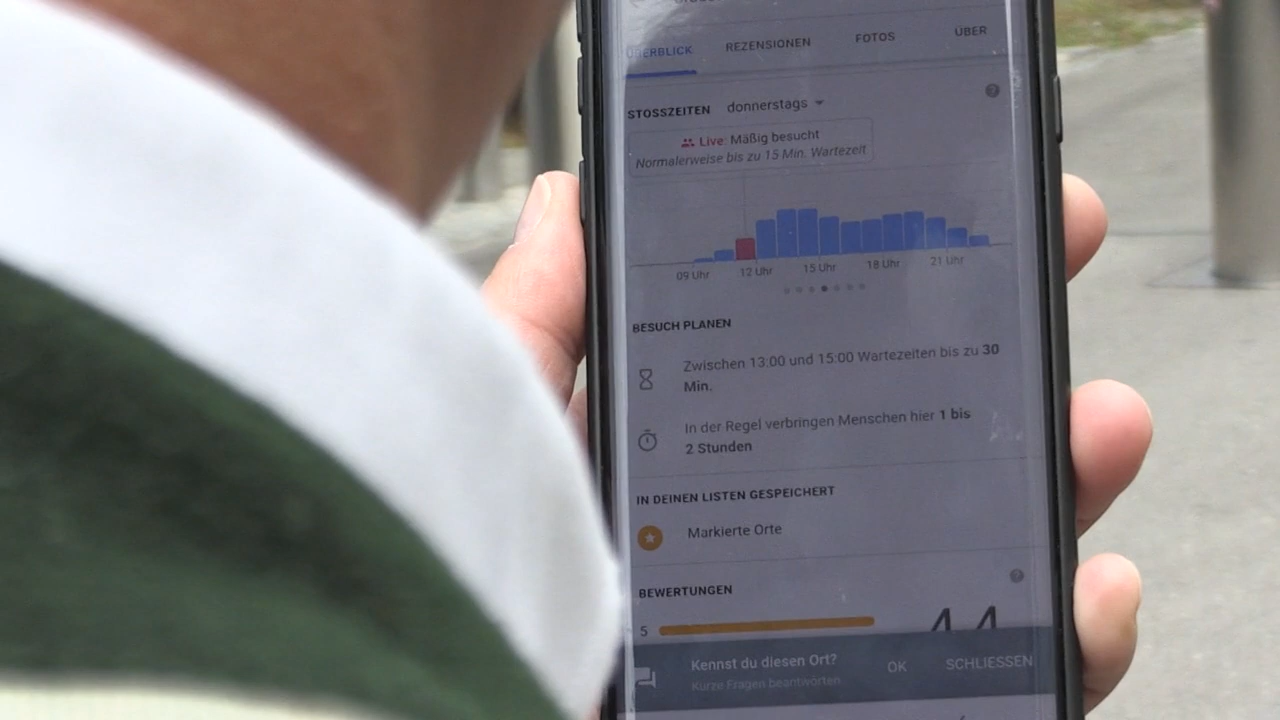 ÜBERBLICK REZENSIONEN FOTOS ÜBER
STOSSZEITEN donnerstags
Live: Mäßig besucht
Normalerweise bis zu 15 Min. Wartezeit
09 Uhr 12 Uhr 15 Uhr 18 Uhr 21 Uhr
BESUCH PLANEN
Zwischen 13:00 und 15:00 Wartezeiten bis zu 30
Min.
In der Regel verbringen Menschen hier 1 bis
2 Stunden
IN DEINEN LISTEN GESPEICHERT
Markierte Orte
BEWERTUNGEN
5
Kennst du diesen Ort? OK SCHLIESSEN
Kurze Fragen beantworten